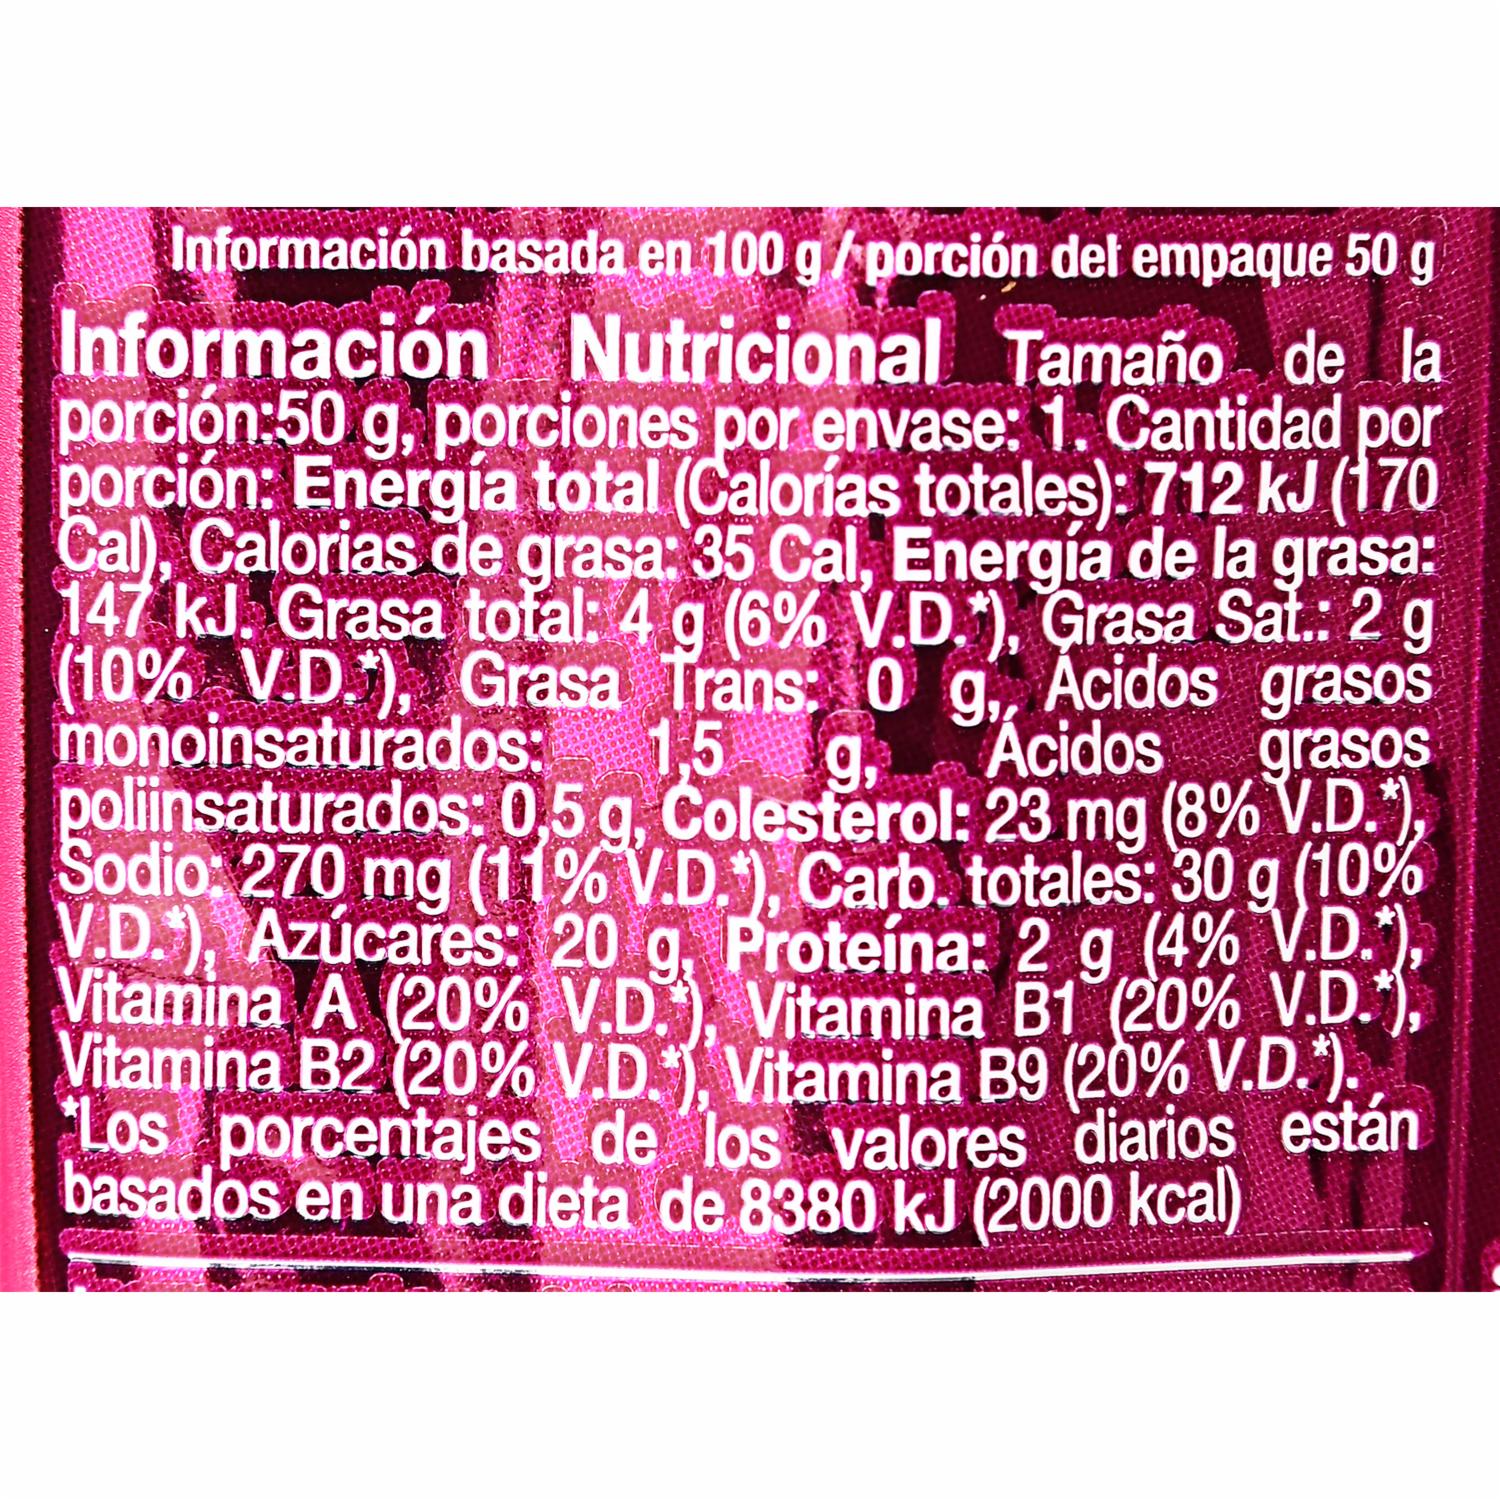 Información basada en 100 g / porción del empaque 50 g
Información Nutricional Tamaño de la
porción:50 g, porciones por envase: 1. Cantidad por
porción: Energía total (Calorías totales): 712 kJ (170
Cal), Calorias de grasa: 35 Cal, Energía de la grasa:
147 kJ. Grasa total: 4 g (6% V.D.*), Grasa Sat.: 2 g
(10% V.D.*), Grasa Trans: 0 g, Ácidos grasos
monoinsaturados: 1,5 g, Ácidos grasos
poliinsaturados: 0,5 g, Colesterol: 23 mg (8% V.D.*),
Sodio: 270 mg (11% V.D.*), Carb. totales: 30 g (10%
V.D.*), Azúcares: 20 g, Proteína: 2 g (4% V.D.*),
Vitamina A (20% V.D.*), Vitamina B1 (20% V.D.*),
Vitamina B2 (20% V.D.*), Vitamina B9 (20% V.D.*).
*Los porcentajes de los valores diarios están
basados en una dieta de 8380 kJ (2000 kcal)